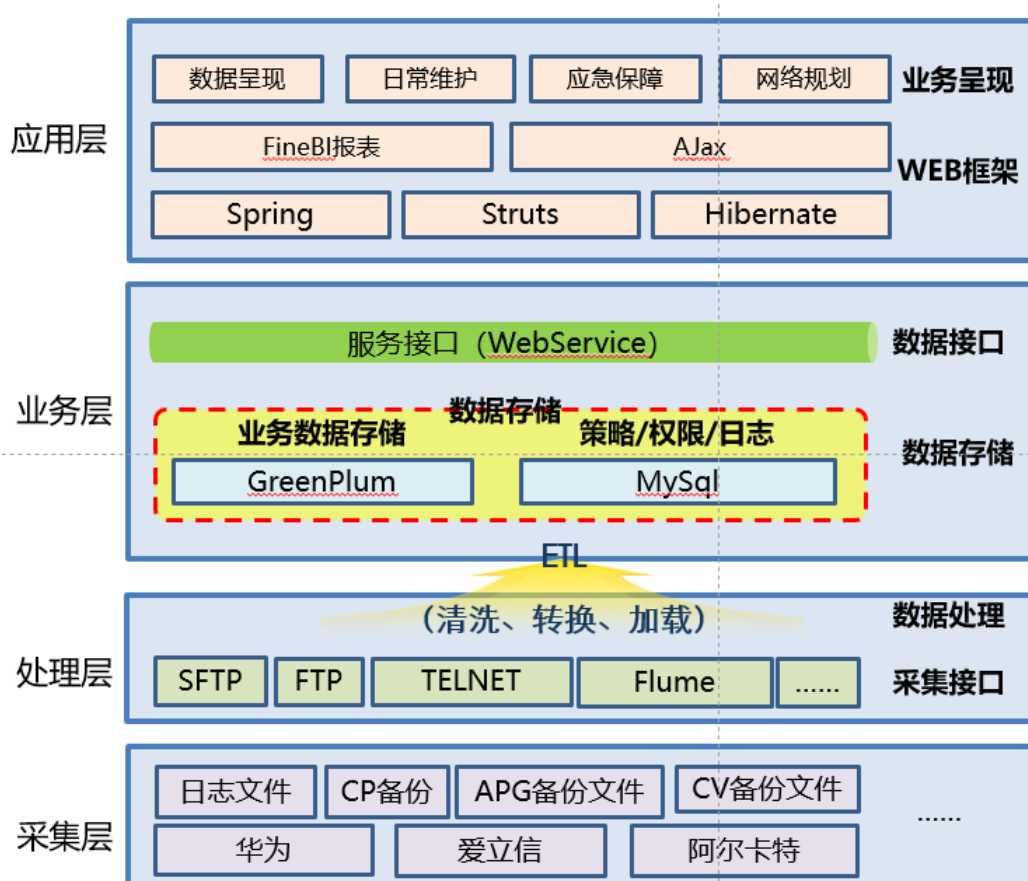 数据呈现 日常维护 应急保障 网络规划 业务呈现
应用层
FineBI报表 AJax
WEB框架
Spring Struts Hibernate
服务接口（WebService） 数据接口
业务层
数据存储
业务数据存储 策略/权限/日志
数据存储
GreenPlum MySql
ETL
（清洗、转换、加载） 数据处理
处理层
SFTP FTP TELNET Flume ...... 采集接口
日志文件 CP备份 APG备份文件 CV备份文件
......
采集层
华为 爱立信 阿尔卡特